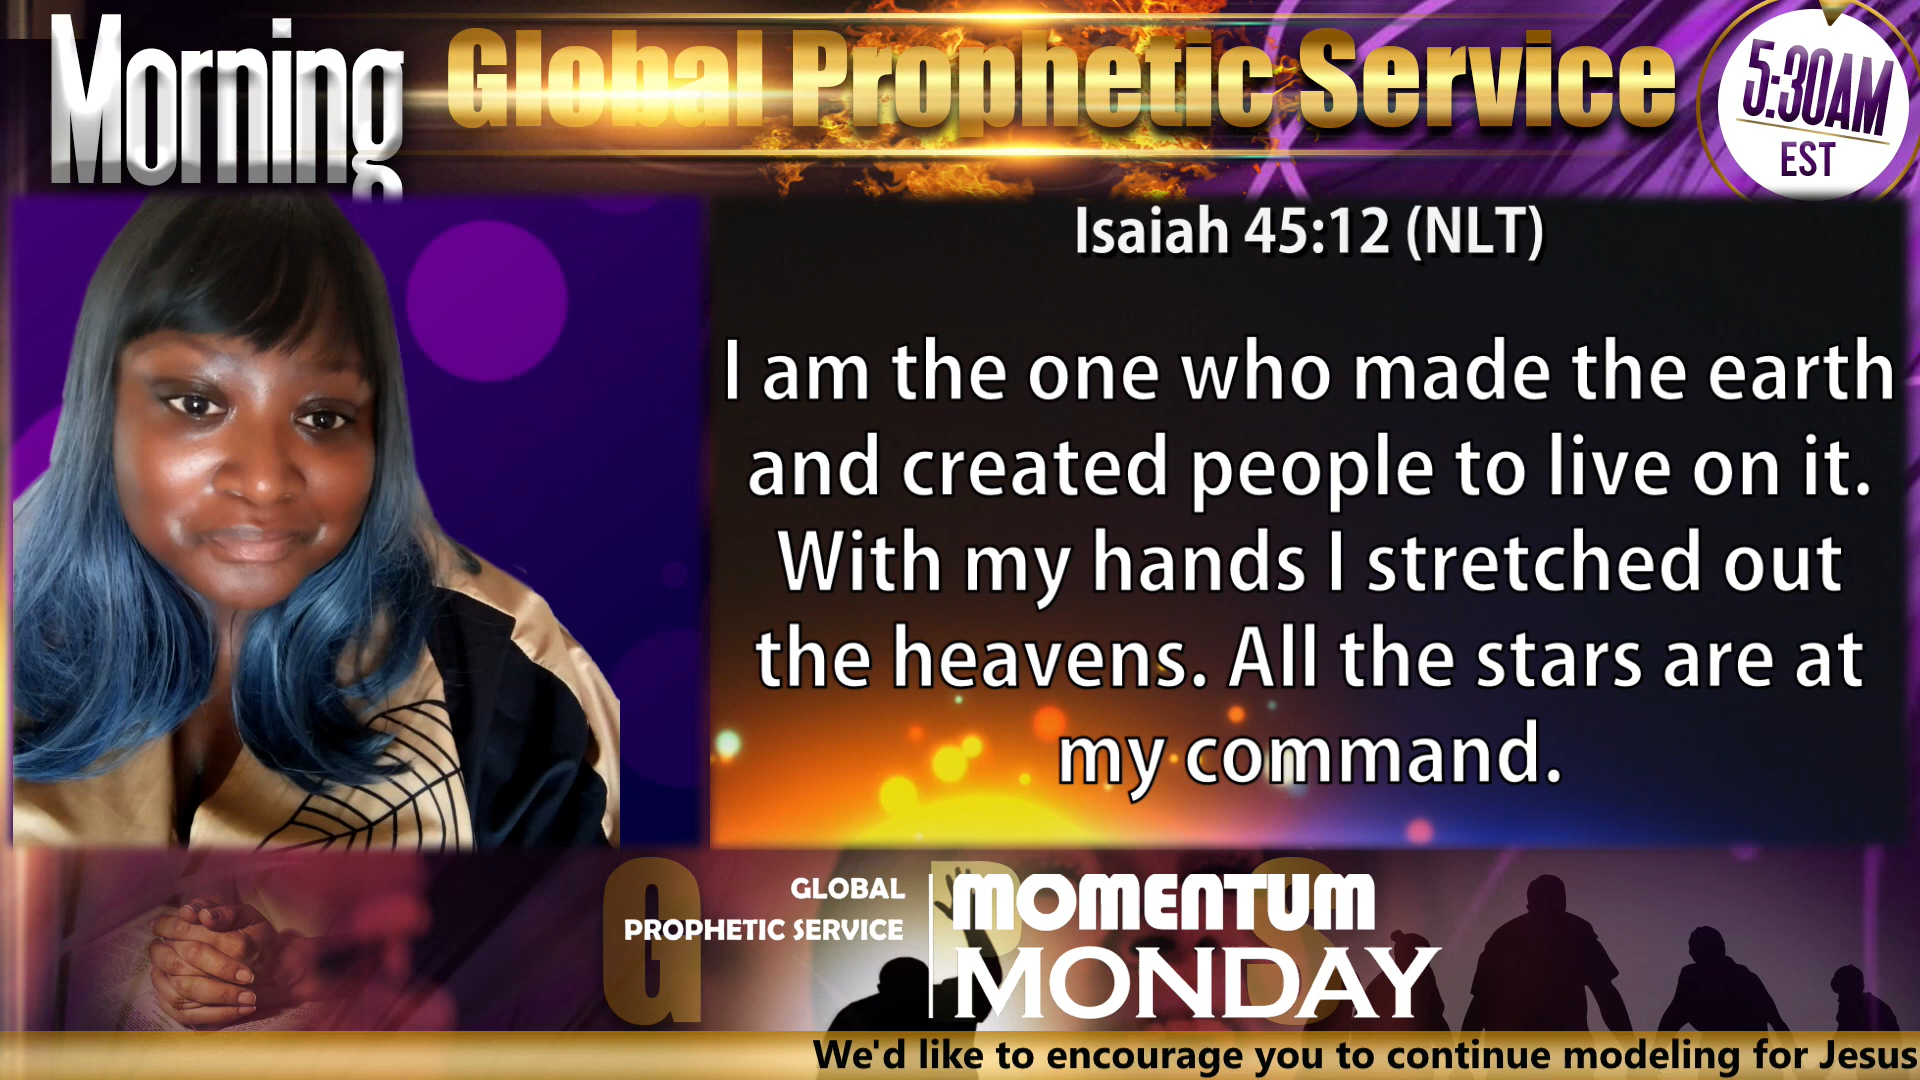 Morning
Global Prophetic Service
5:30AM
EST
Isaiah 45:12 (NLT)
I am the one who made the earth
and created people to live on it.
With my hands I stretched out
the heavens. All the stars are at
my command.
G P S
GLOBAL
PROPHETIC SERVICE
MOMENTUM
MONDAY
We'd like to encourage you to continue modeling for Jesus